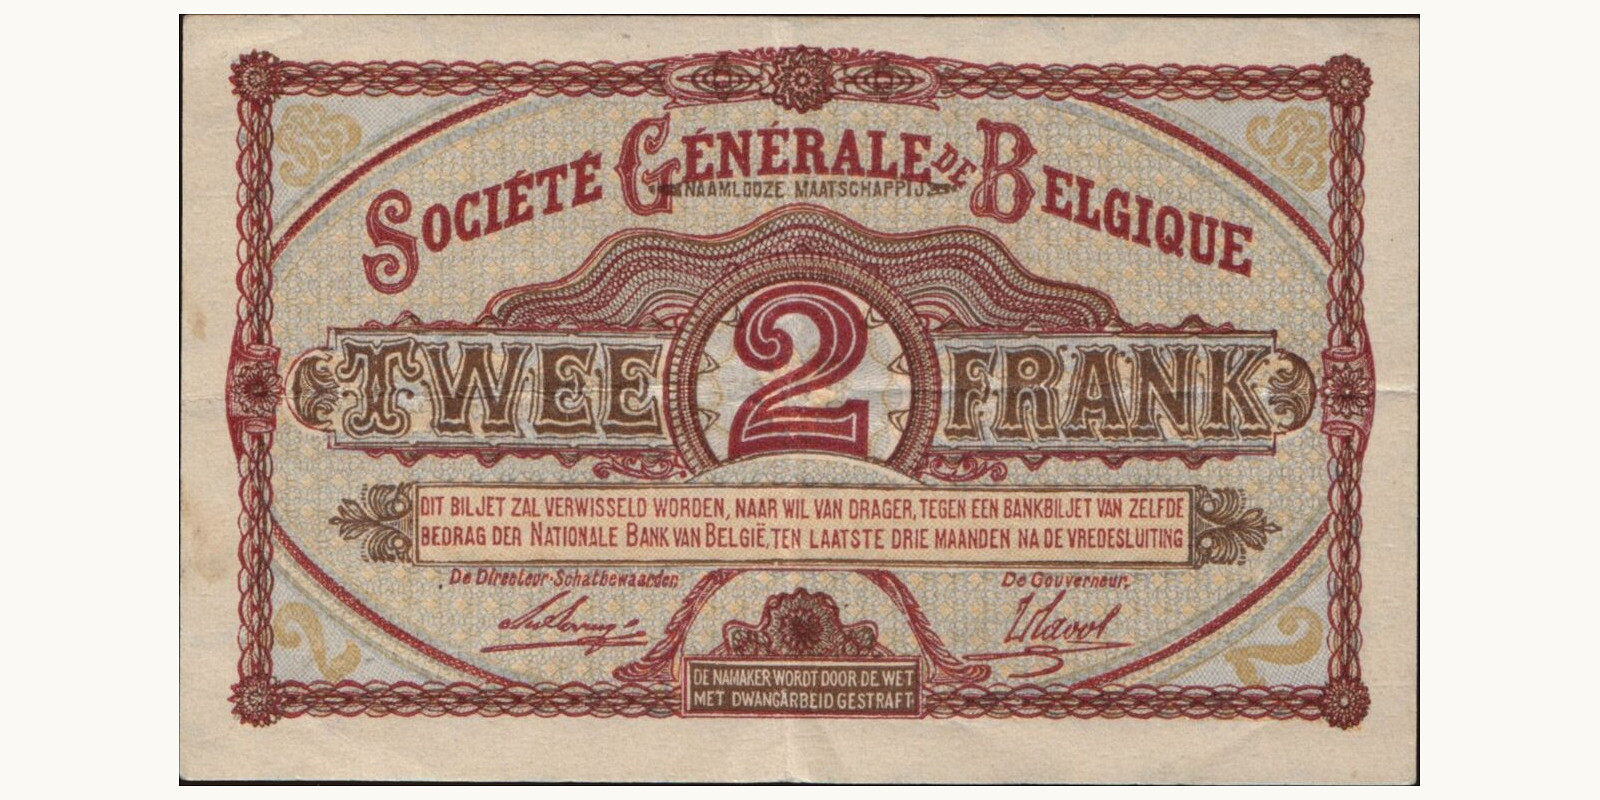 SOCIÉTÉ GÉNÉRALE DE BELGIQUE
NAAMLOOZE MAATSCHAPPIJ
TWEE 2 FRANK
DIT BILJET ZAL VERWISSELD WORDEN, NAAR WIL VAN DRAGER, TEGEN EEN BANKBILJET VAN ZELFDE
BEDRAG DER NATIONALE BANK VAN BELGIË, TEN LAATSTE DRIE MAANDEN NA DE VREDESLUITING
De Directeur-Schatbewaarder, De Gouverneur,
2 2
DE NAMAKER WORDT DOOR DE WET
MET DWANGARBEID GESTRAFT